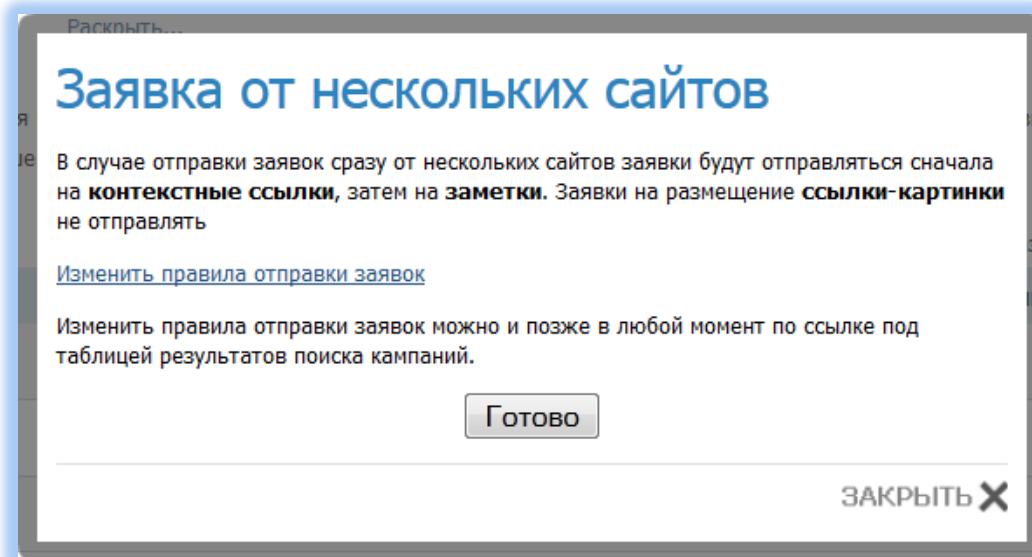 Раскрыть...
Заявка от нескольких сайтов
В случае отправки заявок сразу от нескольких сайтов заявки будут отправляться сначала
на контекстные ссылки, затем на заметки. Заявки на размещение ссылки-картинки
не отправлять
Изменить правила отправки заявок
Изменить правила отправки заявок можно и позже в любой момент по ссылке под
таблицей результатов поиска кампаний.
Готово
ЗАКРЫТЬ